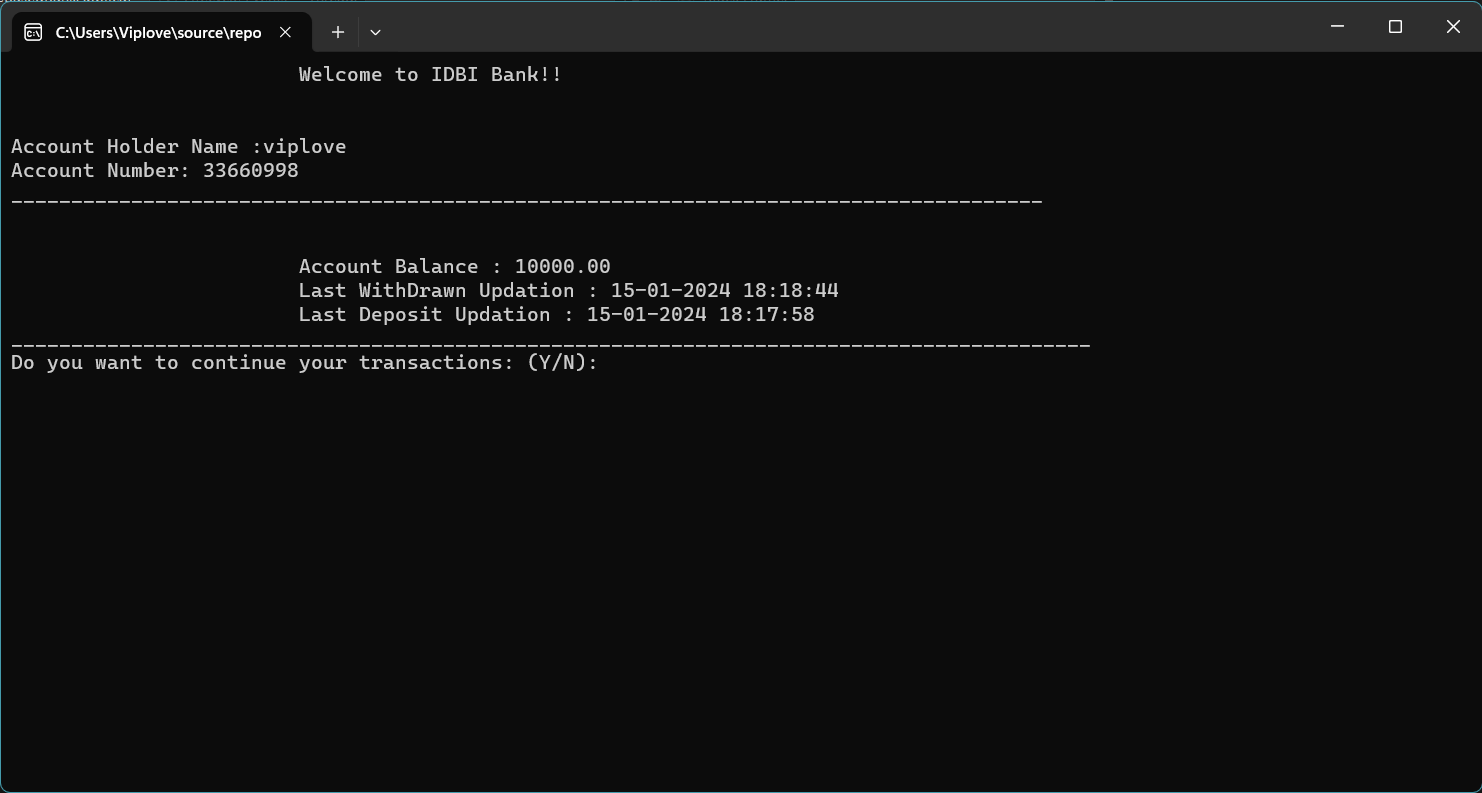 C:\Users\Viplove\source\repo
Welcome to IDBI Bank!!
Account Holder Name :viplove
Account Number: 33660998
--------------------------------------------------------------------------------------
Account Balance : 10000.00
Last WithDrawn Updation : 15-01-2024 18:18:44
Last Deposit Updation : 15-01-2024 18:17:58
------------------------------------------------------------------------------------------
Do you want to continue your transactions: (Y/N):